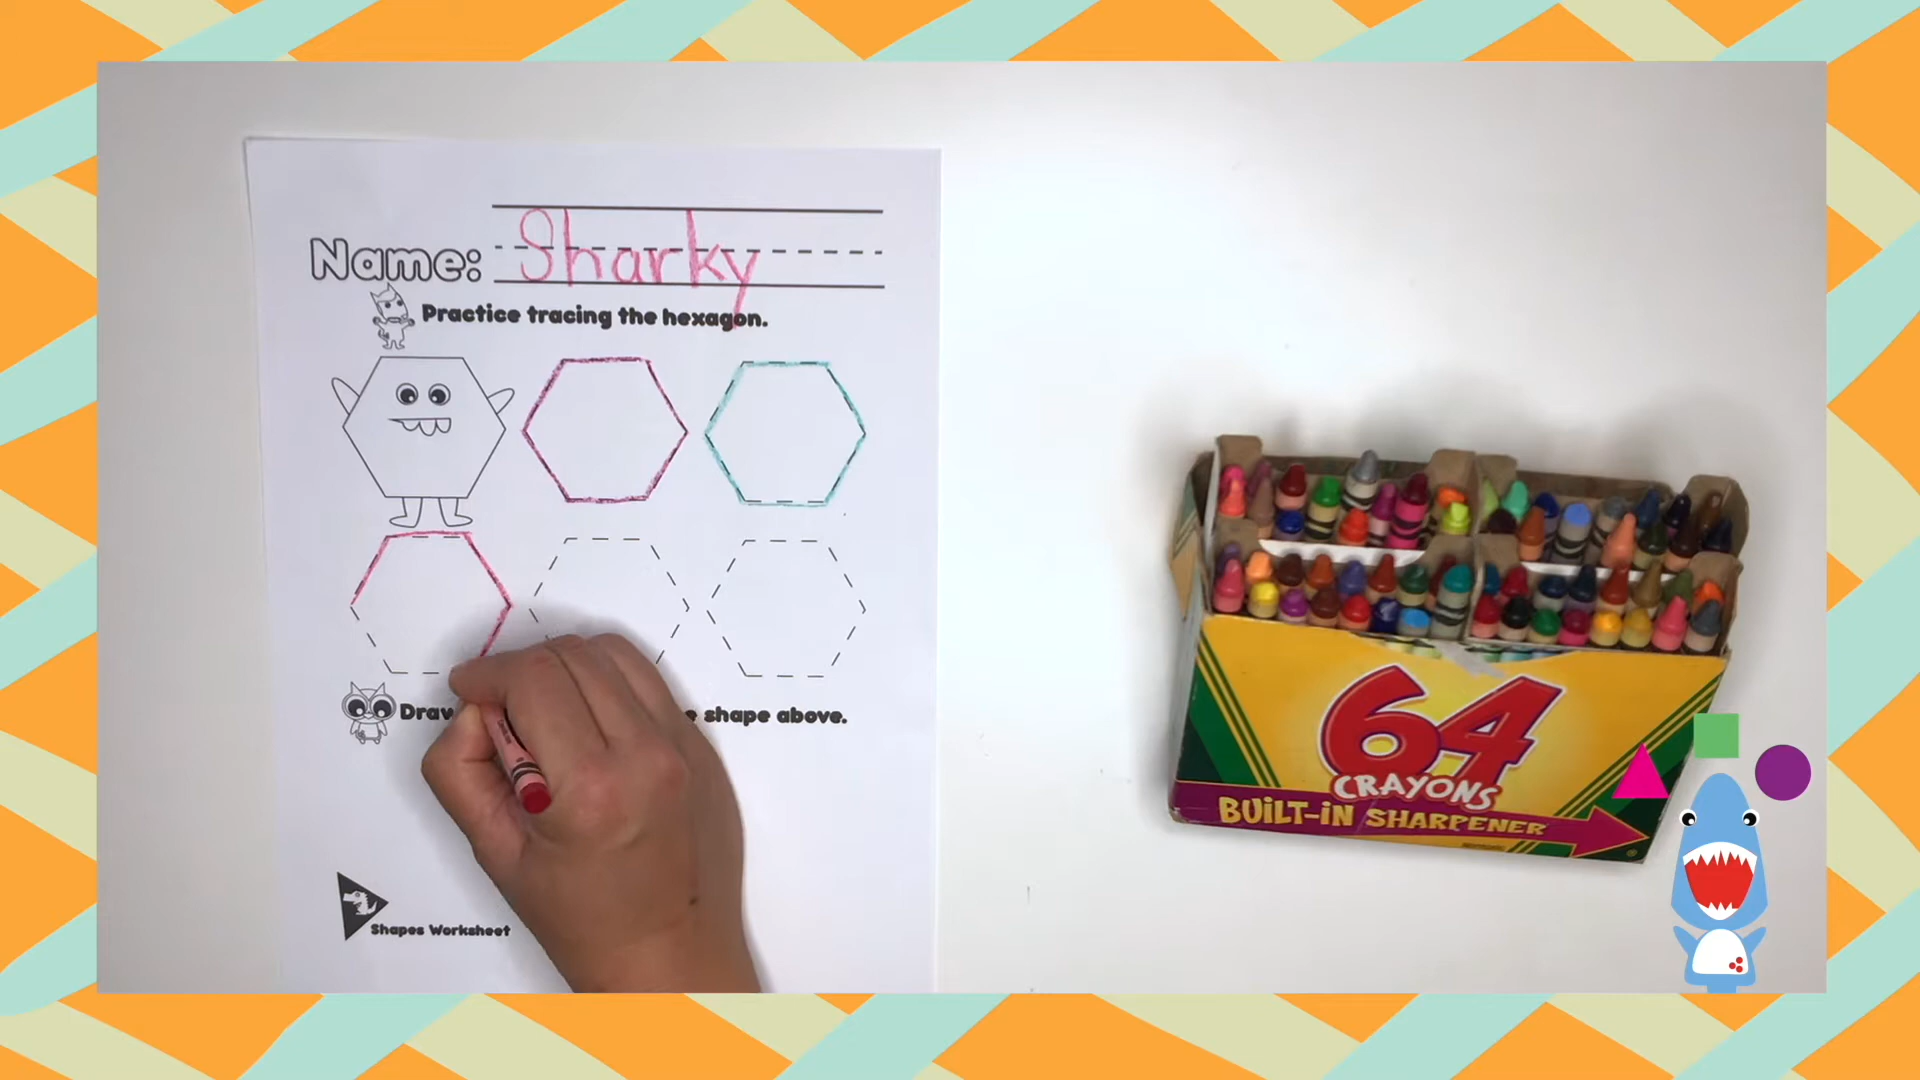 Name: Sharky
Practice tracing the hexagon.
Draw shape above.
Shapes Worksheet
64
CRAYONS
BUILT-IN SHARPENER